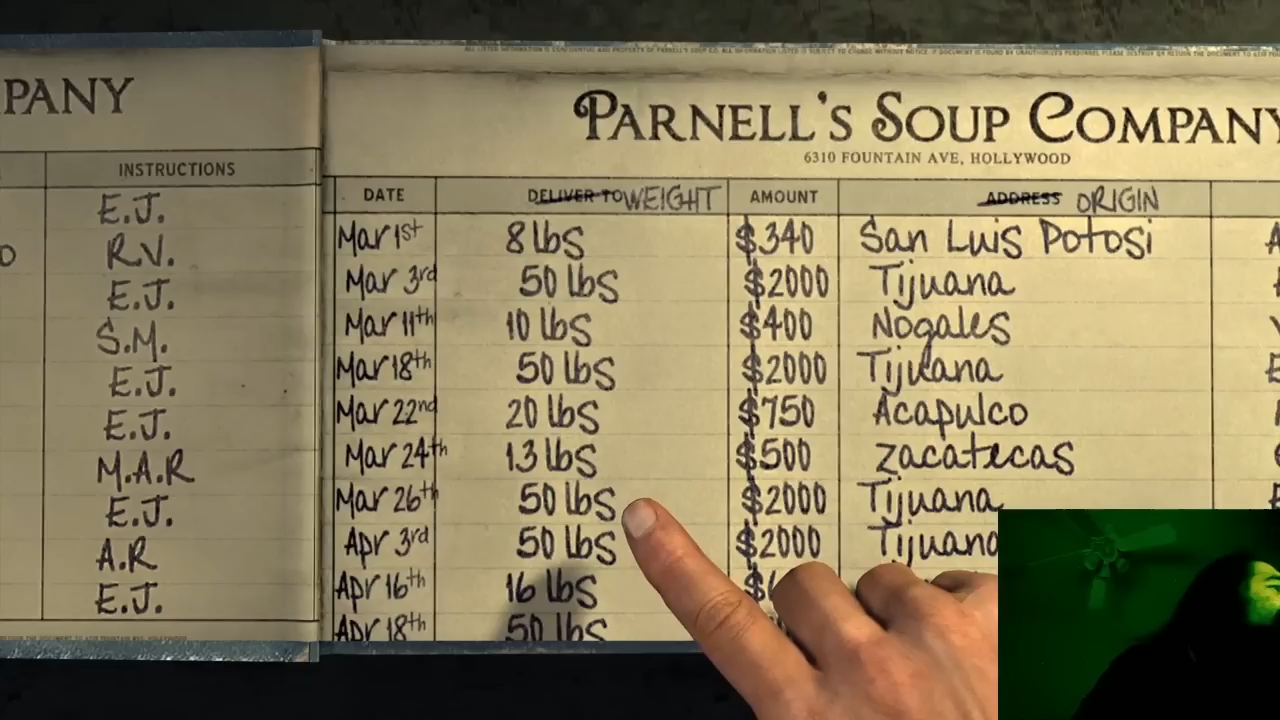 PANY
INSTRUCTIONS
E.J.
R.V.
E.J.
S.M.
E.J.
E.J.
M.A.R
E.J.
A.R
E.J.
PARNELL'S SOUP COMPANY
6310 FOUNTAIN AVE, HOLLYWOOD
DATE DELIVER TO WEIGHT AMOUNT ADDRESS ORIGIN
Mar 1st 8 lbs $340 San Luis Potosi
Mar 3rd 50 lbs $2000 Tijuana
Mar 11th 10 lbs $400 Nogales
Mar 18th 50 lbs $2000 Tijuana
Mar 22nd 20 lbs $750 Acapulco
Mar 24th 13 lbs $500 Zacatecas
Mar 26th 50 lbs $2000 Tijuana
Apr 3rd 50 lbs $2000 Tijuana
Apr 16th 16 lbs
Apr 18th 50 lbs